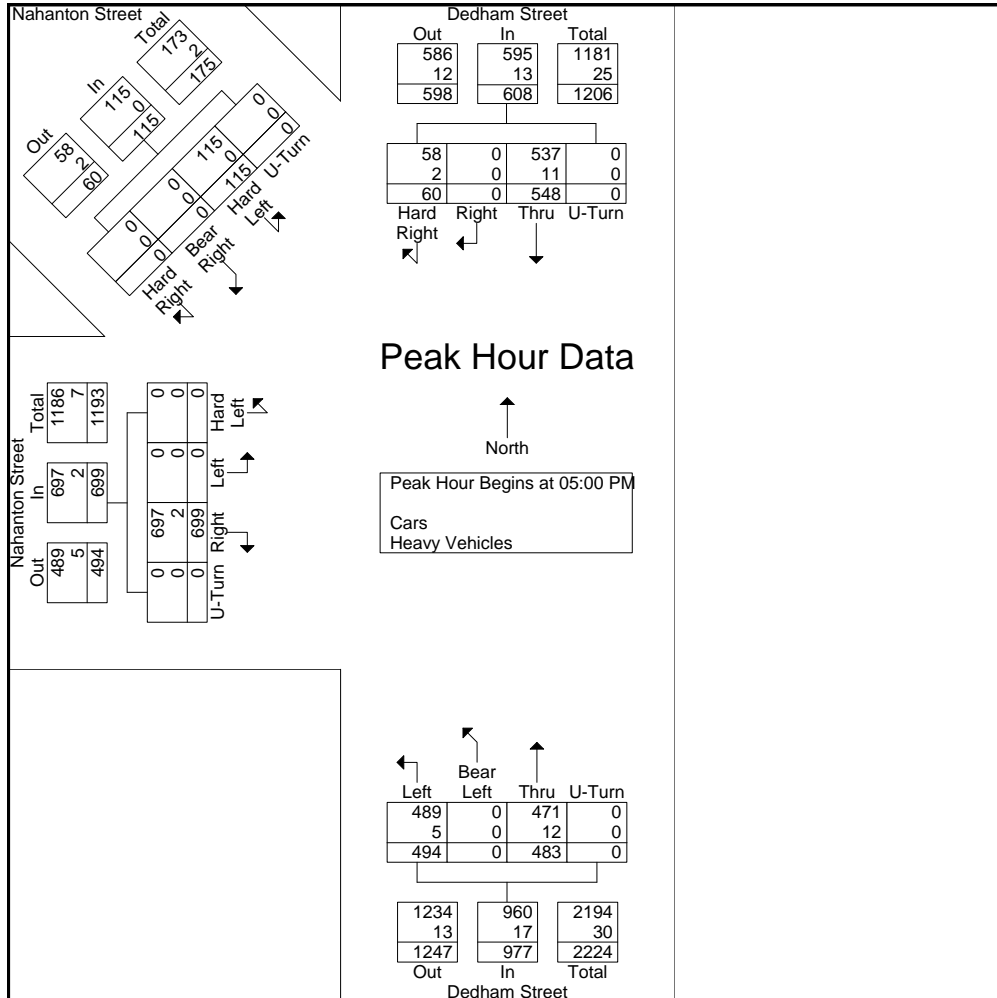 Nahanton Street
Total
173
2
175
In
115
0
115
Out
58
2
60
0 0 0
115 0 115
0 0 0
0 0 0
U-Turn
Hard Left
Bear Right
Hard Right
Dedham Street
Out In Total
586 595 1181
12 13 25
598 608 1206
58 0 537 0
2 0 11 0
60 0 548 0
Hard Right Thru U-Turn
Right
Peak Hour Data
North
Peak Hour Begins at 05:00 PM
Cars
Heavy Vehicles
Nahanton Street
Out In Total
489 697 1186
5 2 7
494 699 1193
0 697 0 0
0 2 0 0
0 699 0 0
U-Turn Right Left Hard
Left
Bear
Left Left Thru U-Turn
489 0 471 0
5 0 12 0
494 0 483 0
1234 960 2194
13 17 30
1247 977 2224
Out In Total
Dedham Street